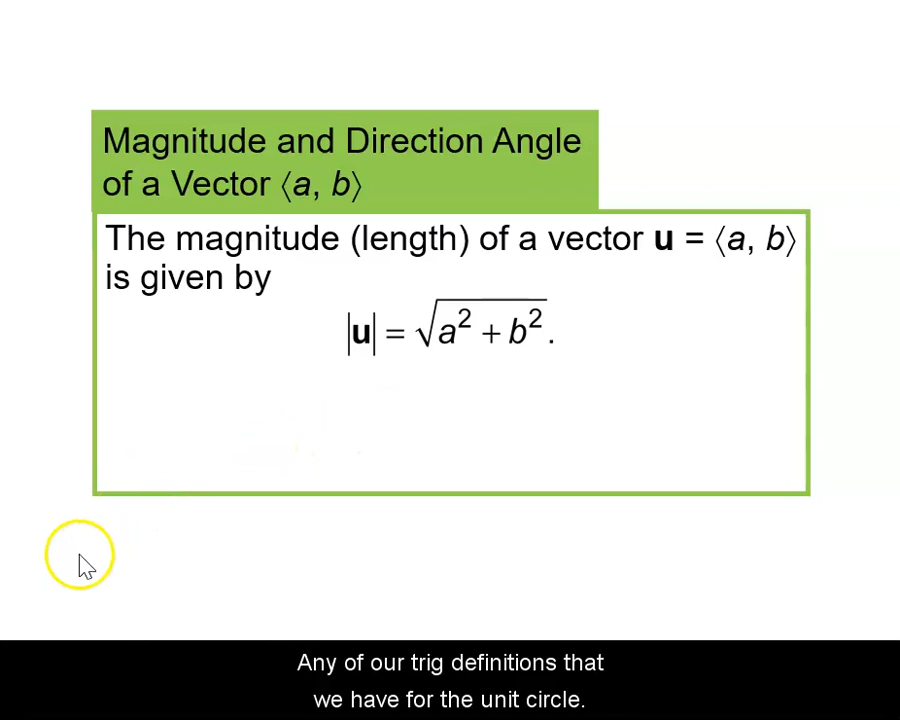 Magnitude and Direction Angle
of a Vector ⟨a, b⟩
The magnitude (length) of a vector u = ⟨a, b⟩
is given by
|u| = √(a² + b²).
Any of our trig definitions that
we have for the unit circle.